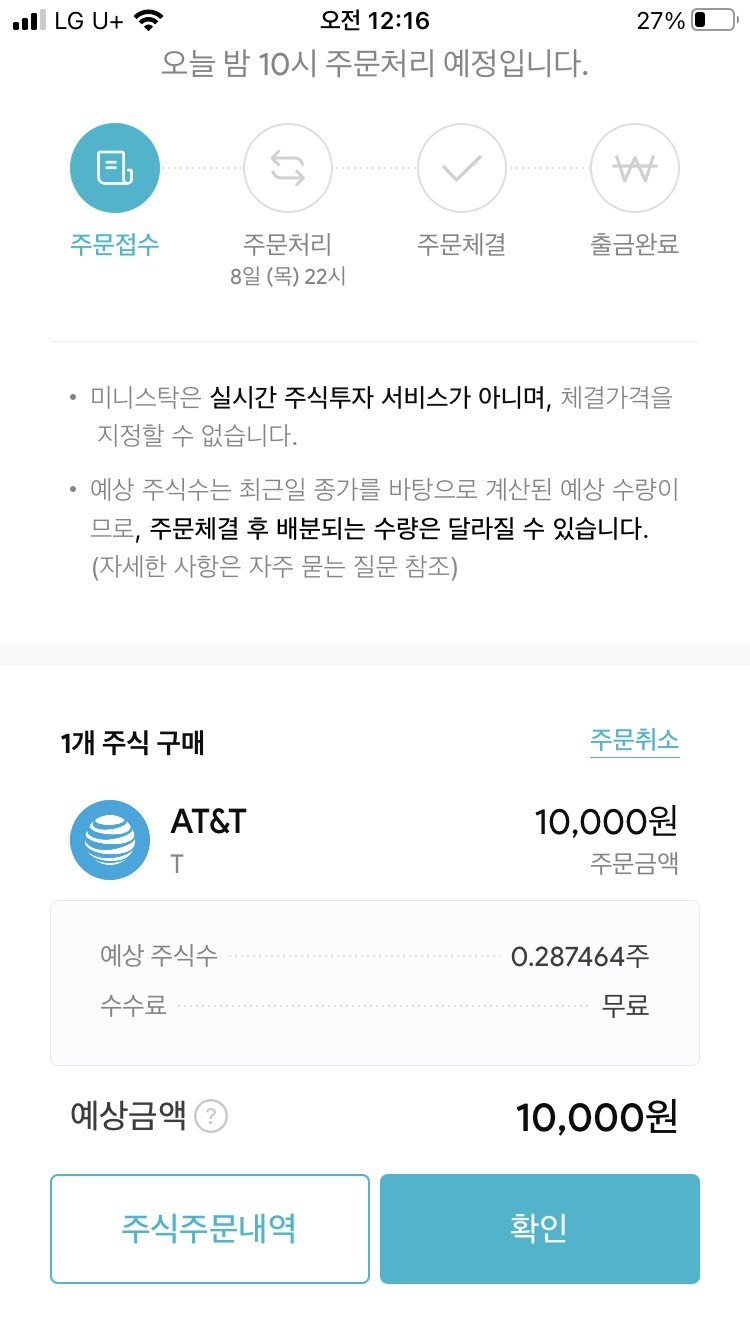 LG U+ 오전 12:16 27%
오늘 밤 10시 주문처리 예정입니다.
주문접수 주문처리 주문체결 출금완료
8일 (목) 22시
• 미니스탁은 실시간 주식투자 서비스가 아니며, 체결가격을
지정할 수 없습니다.
• 예상 주식수는 최근일 종가를 바탕으로 계산된 예상 수량이
므로, 주문체결 후 배분되는 수량은 달라질 수 있습니다.
(자세한 사항은 자주 묻는 질문 참조)
1개 주식 구매 주문취소
AT&T 10,000원
T 주문금액
예상 주식수 0.287464주
수수료 무료
예상금액 ? 10,000원
주식주문내역 확인